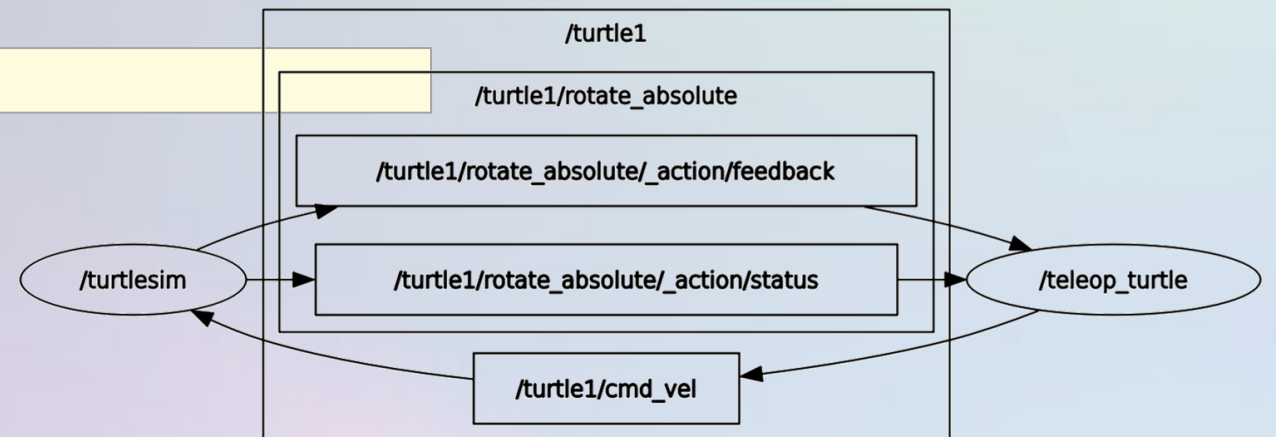 /turtle1
/turtle1/rotate_absolute
/turtle1/rotate_absolute/_action/feedback
/turtlesim
/turtle1/rotate_absolute/_action/status
/teleop_turtle
/turtle1/cmd_vel